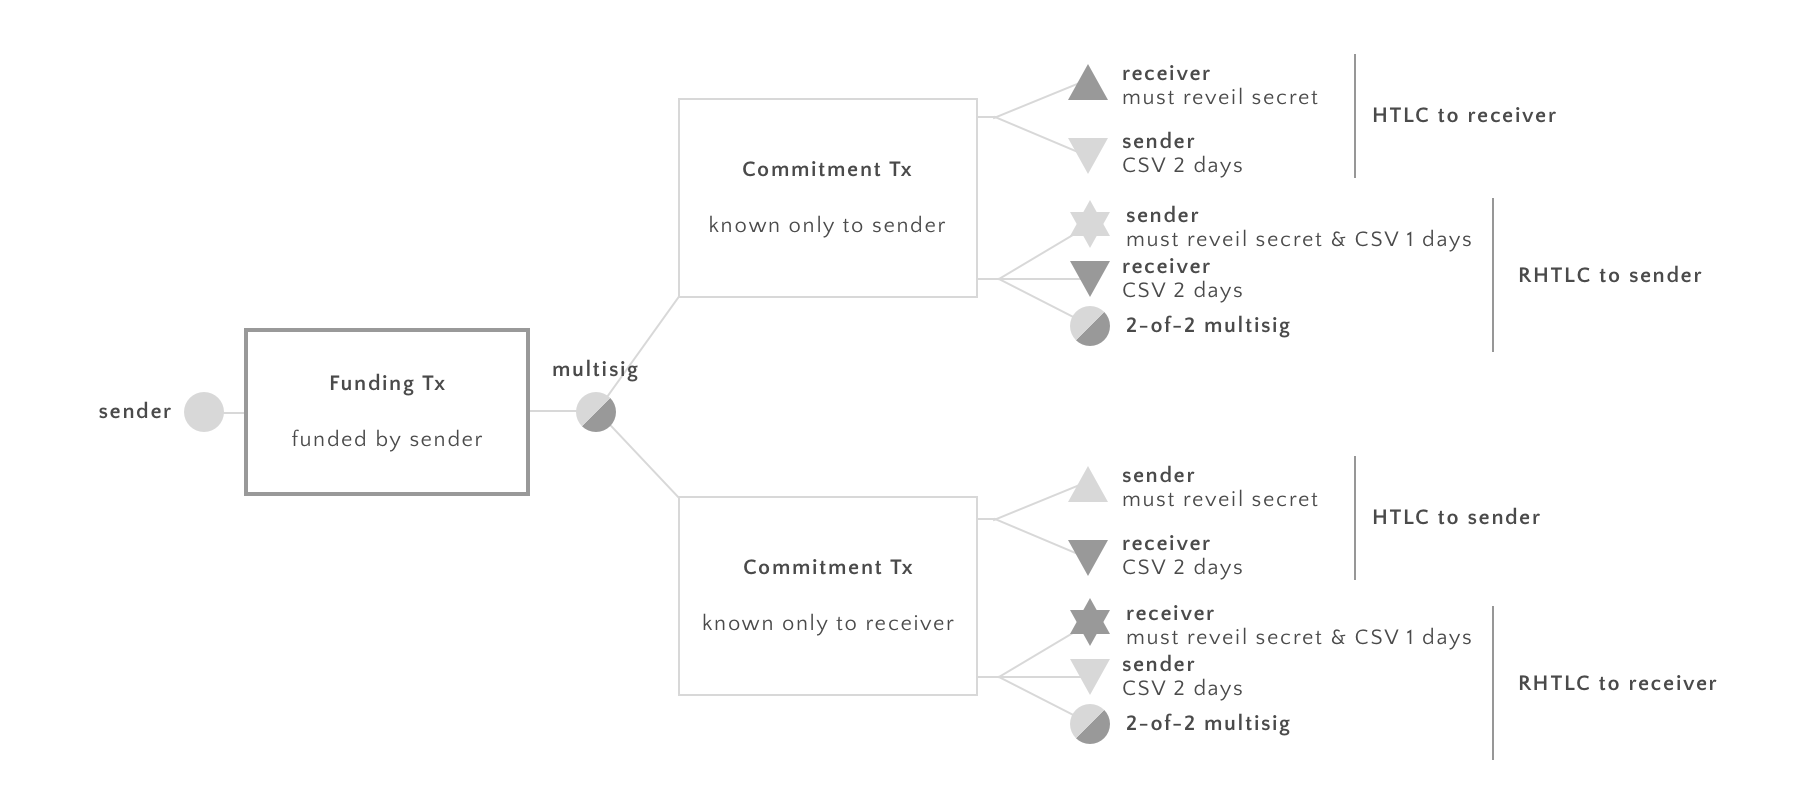 sender
Funding Tx
funded by sender
multisig
Commitment Tx
known only to sender
receiver
must reveil secret
sender
CSV 2 days
HTLC to receiver
sender
must reveil secret & CSV 1 days
receiver
CSV 2 days
2-of-2 multisig
RHTLC to sender
Commitment Tx
known only to receiver
sender
must reveil secret
receiver
CSV 2 days
HTLC to sender
receiver
must reveil secret & CSV 1 days
sender
CSV 2 days
2-of-2 multisig
RHTLC to receiver